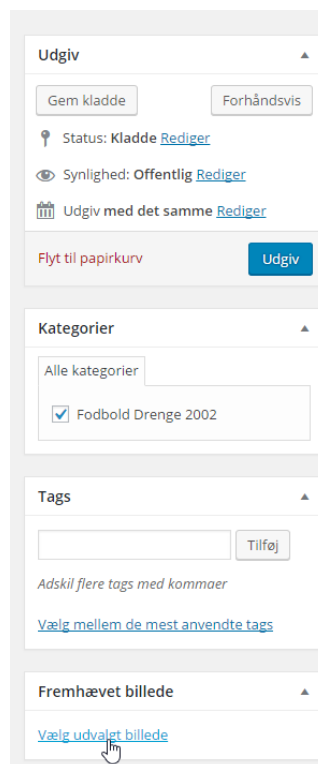 Udgiv
Gem kladde Forhåndsvis
Status: Kladde Rediger
Synlighed: Offentlig Rediger
Udgiv med det samme Rediger
Flyt til papirkurv Udgiv
Kategorier
Alle kategorier
Fodbold Drenge 2002
Tags
Tilføj
Adskil flere tags med kommaer
Vælg mellem de mest anvendte tags
Fremhævet billede
Vælg udvalgt billede